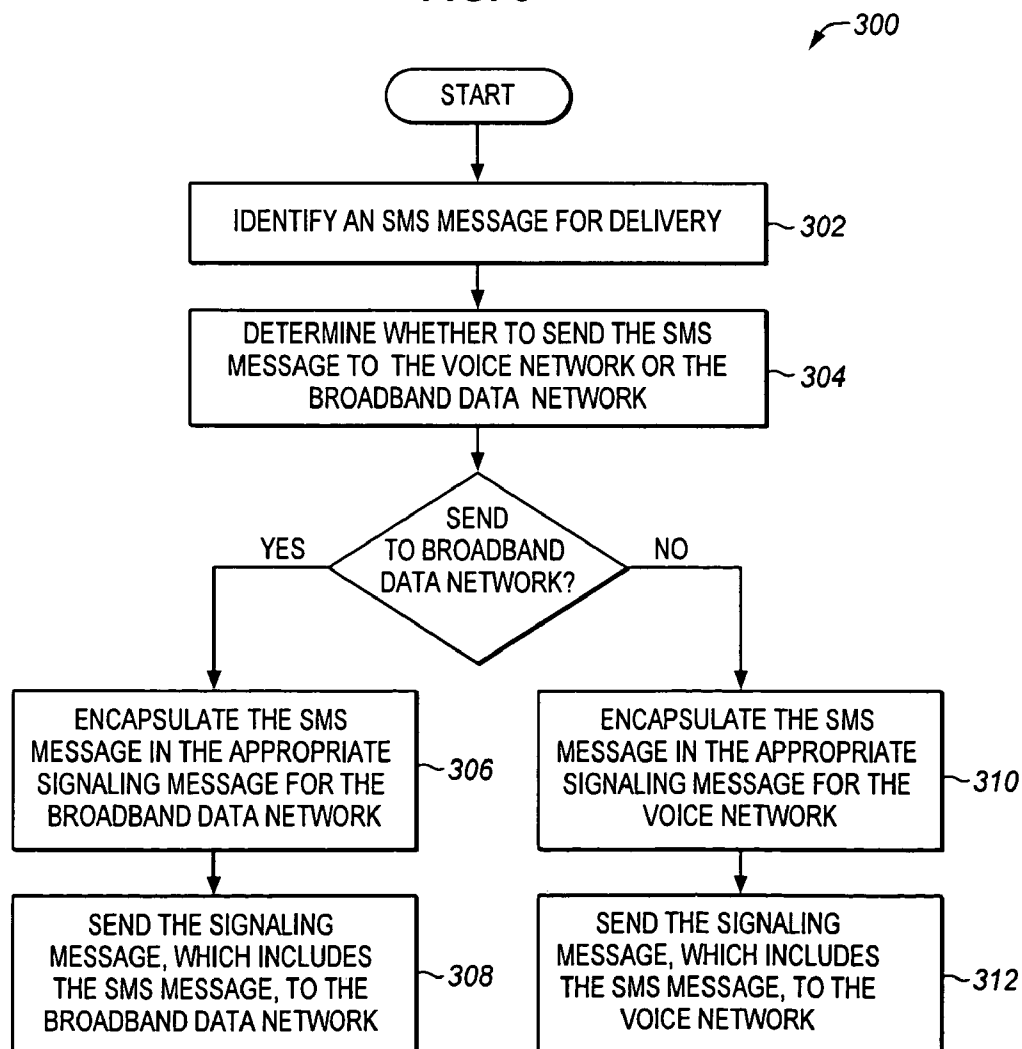 300
START
IDENTIFY AN SMS MESSAGE FOR DELIVERY
302
DETERMINE WHETHER TO SEND THE SMS
MESSAGE TO THE VOICE NETWORK OR THE
BROADBAND DATA NETWORK
304
SEND
TO BROADBAND
DATA NETWORK?
YES
NO
ENCAPSULATE THE SMS
MESSAGE IN THE APPROPRIATE
SIGNALING MESSAGE FOR THE
BROADBAND DATA NETWORK
306
ENCAPSULATE THE SMS
MESSAGE IN THE APPROPRIATE
SIGNALING MESSAGE FOR THE
VOICE NETWORK
310
SEND THE SIGNALING
MESSAGE, WHICH INCLUDES
THE SMS MESSAGE, TO THE
BROADBAND DATA NETWORK
308
SEND THE SIGNALING
MESSAGE, WHICH INCLUDES
THE SMS MESSAGE, TO THE
VOICE NETWORK
312